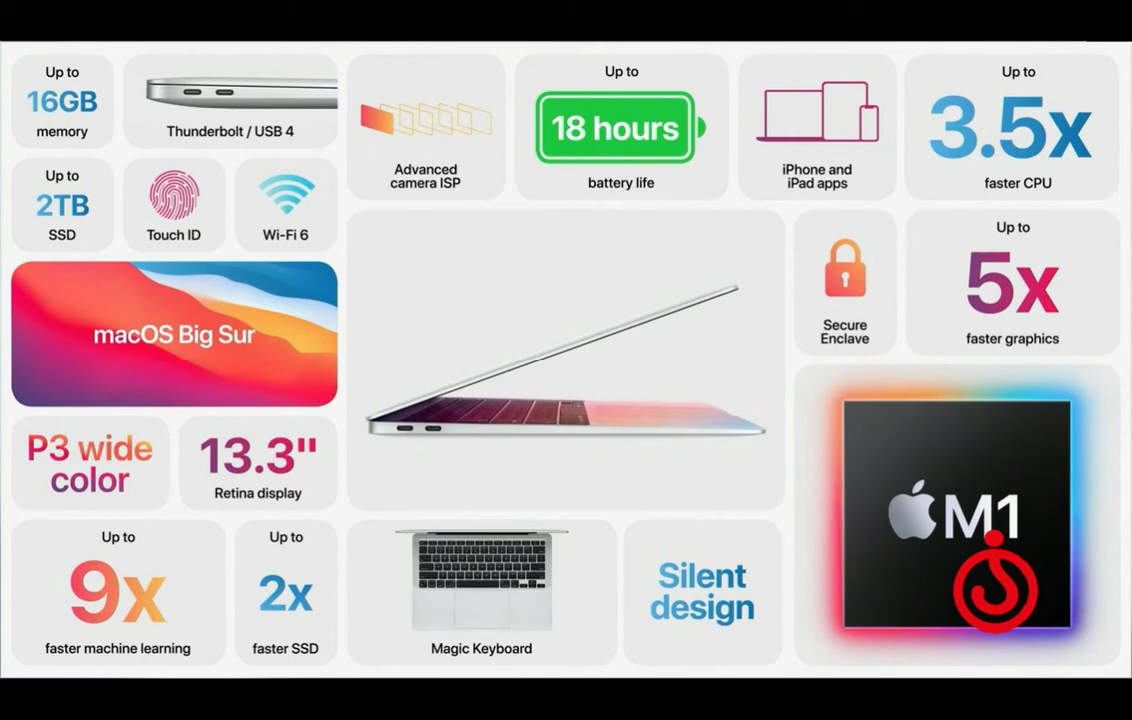 Up to
16GB
memory
Thunderbolt / USB 4
Up to
2TB
SSD
Touch ID
Wi-Fi 6
macOS Big Sur
P3 wide
color
13.3"
Retina display
Up to
9x
faster machine learning
Up to
2x
faster SSD
Advanced
camera ISP
Up to
18 hours
battery life
iPhone and
iPad apps
Up to
3.5x
faster CPU
Secure
Enclave
Up to
5x
faster graphics
M1
Magic Keyboard
Silent
design